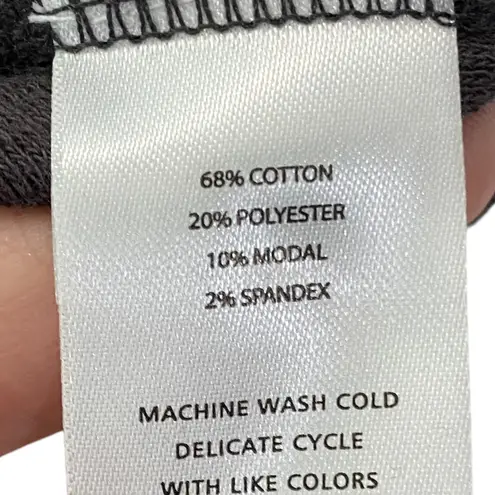 68% COTTON
20% POLYESTER
10% MODAL
2% SPANDEX
MACHINE WASH COLD
DELICATE CYCLE
WITH LIKE COLORS